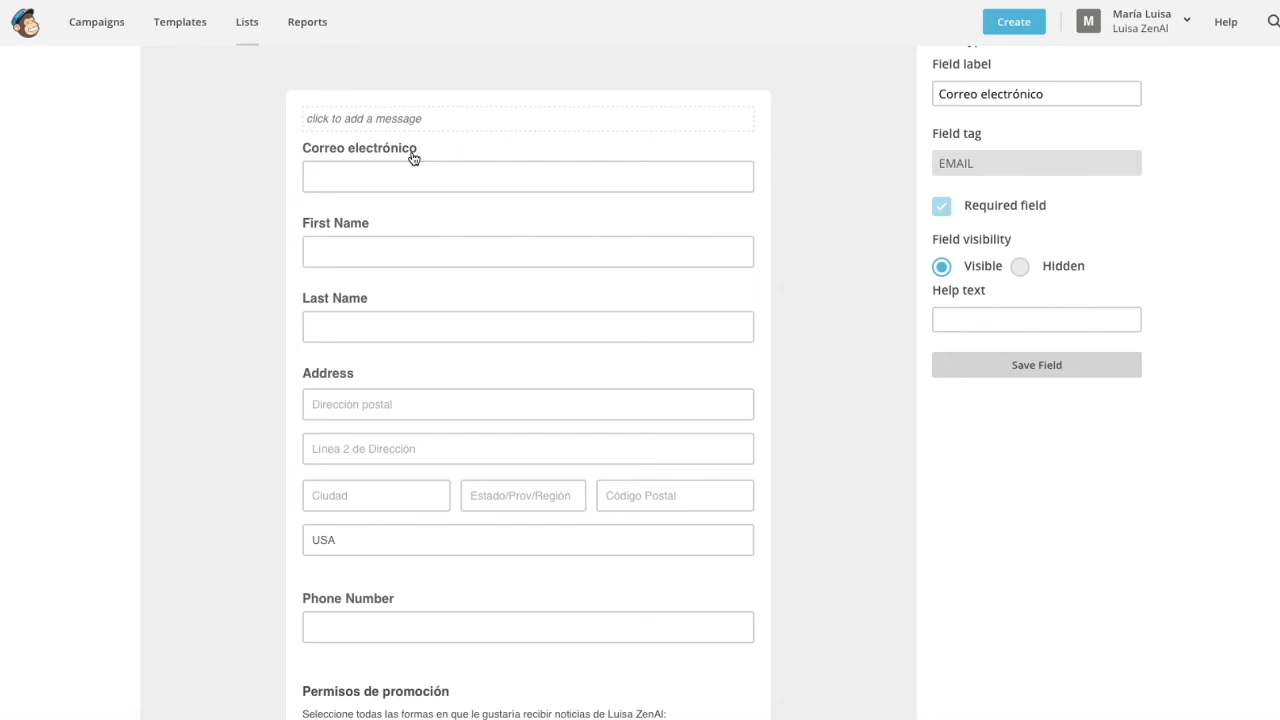 Campaigns
Templates
Lists
Reports
Create
M
María Luisa
Luisa ZenAI
Help
click to add a message
Correo electrónico
First Name
Last Name
Address
Dirección postal
Línea 2 de Dirección
Ciudad
Estado/Prov/Región
Código Postal
USA
Phone Number
Permisos de promoción
Seleccione todas las formas en que le gustaría recibir noticias de Luisa ZenAI:
Field label
Correo electrónico
Field tag
EMAIL
Required field
Field visibility
Visible
Hidden
Help text
Save Field